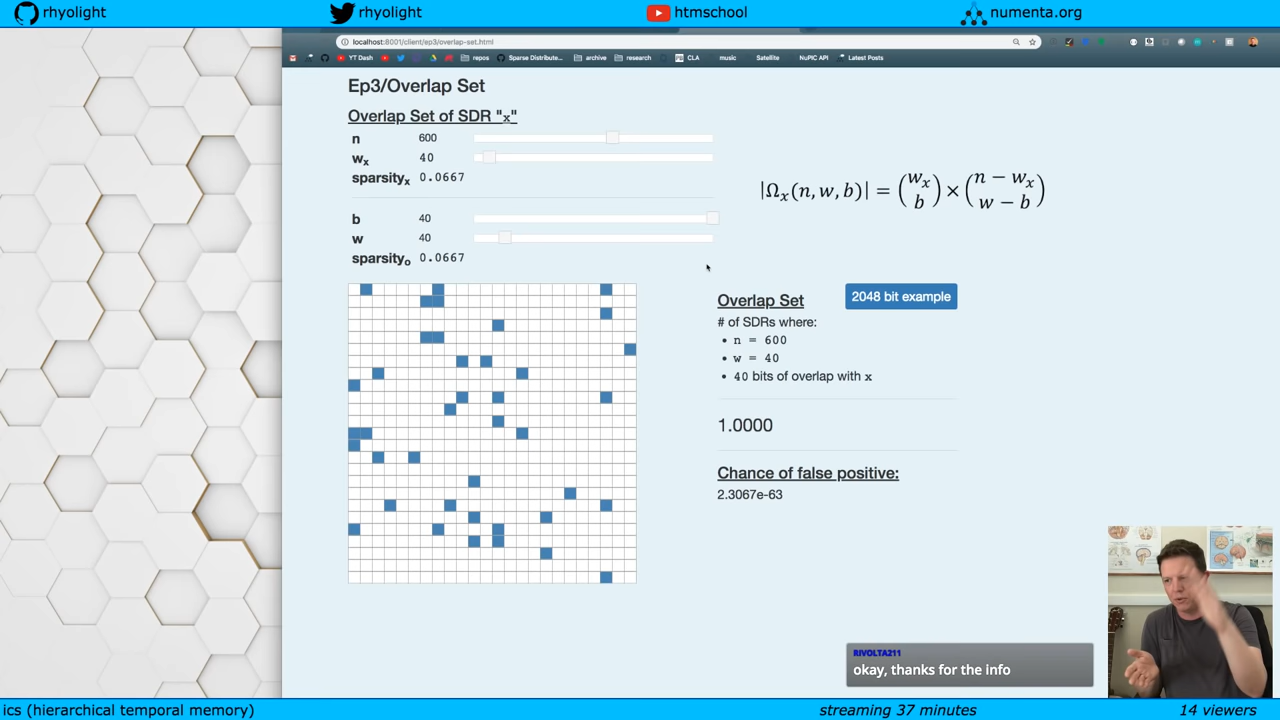 rhyolight
rhyolight
htmschool
numenta.org
localhost:8001/client/ep3/overlap-set.html
YT Dash
repos
Sparse Distribute...
archive
research
CLA
music
Satellite
NuPIC API
Latest Posts
Ep3/Overlap Set
Overlap Set of SDR "x"
n 600
wₓ 40
sparsityₓ 0.0667
b 40
w 40
sparsityₒ 0.0667
|Ωₓ(n, w, b)| = (wₓ b) × (n − wₓ w − b)
Overlap Set
2048 bit example
# of SDRs where:
• n = 600
• w = 40
• 40 bits of overlap with x
1.0000
Chance of false positive:
2.3067e-63
RIVOLTA211
okay, thanks for the info
ics (hierarchical temporal memory)
streaming 37 minutes
14 viewers